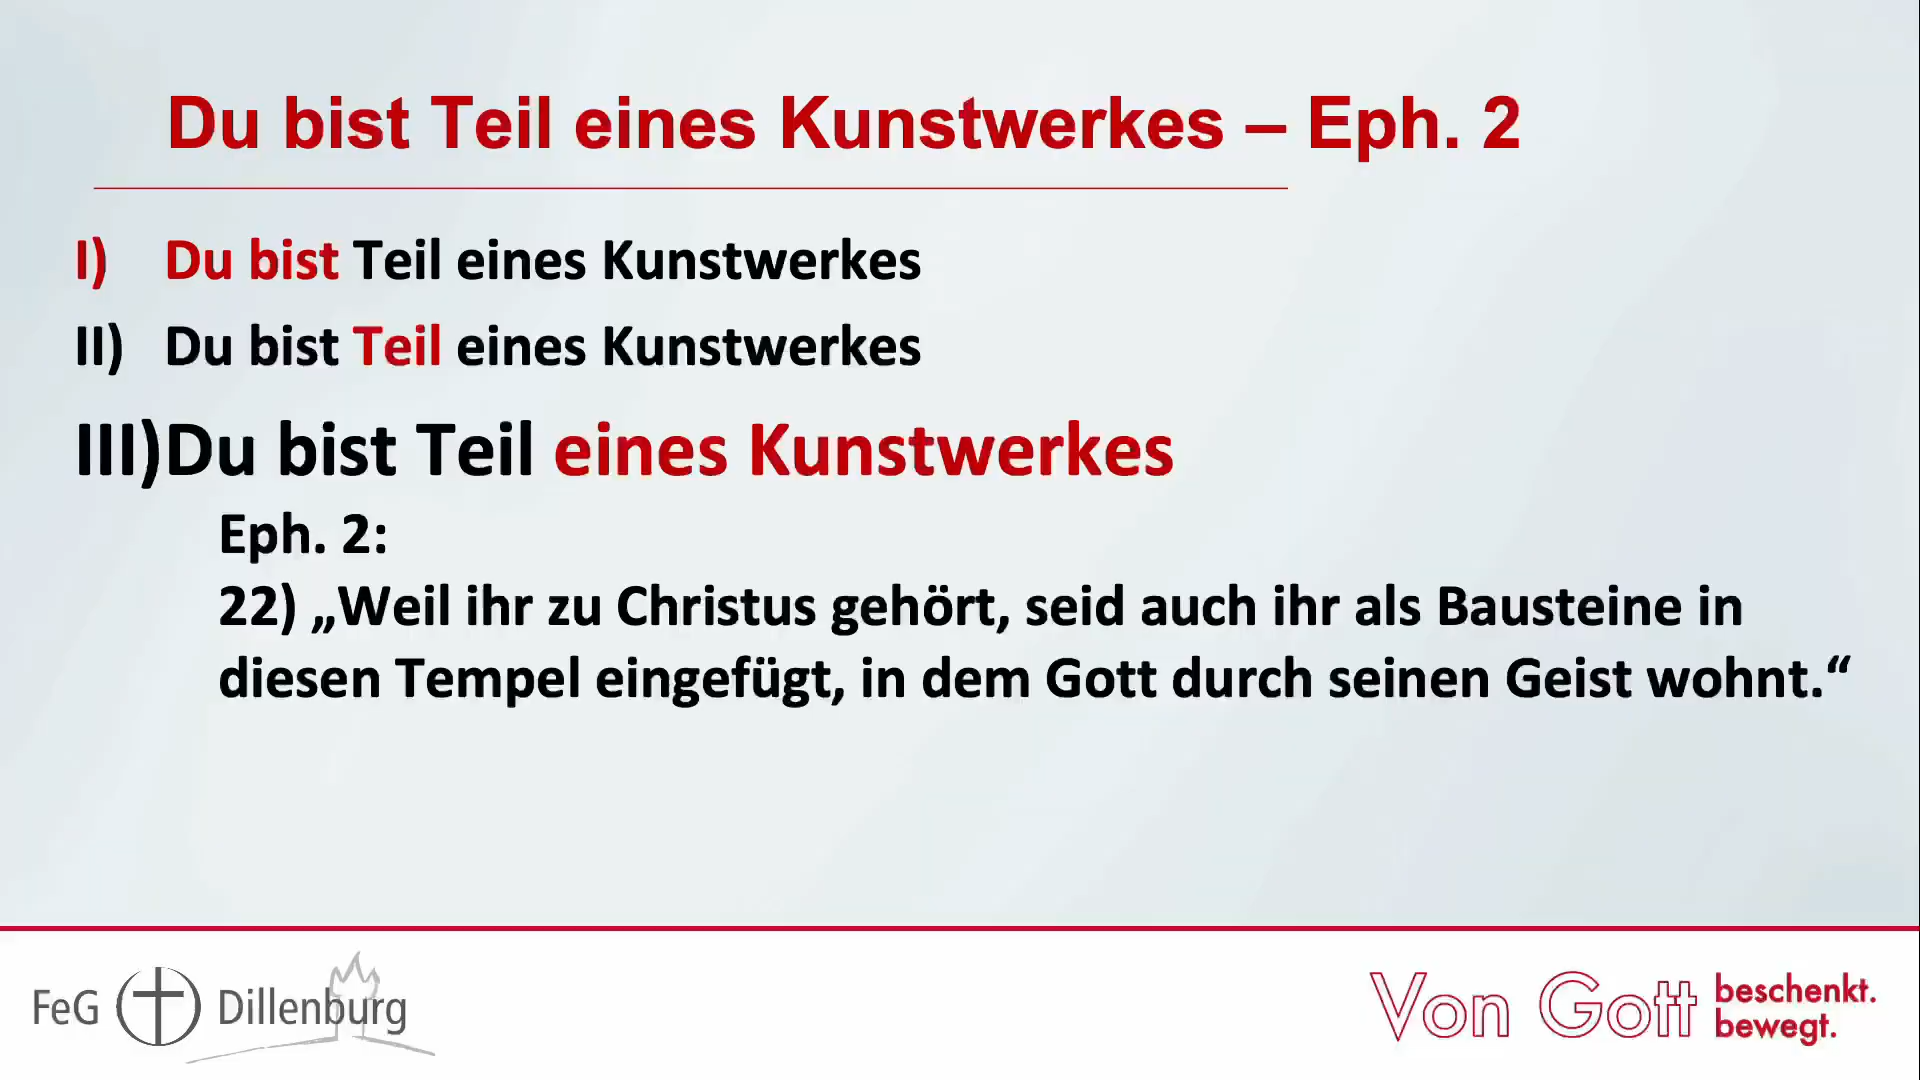 Du bist Teil eines Kunstwerkes – Eph. 2
I) Du bist Teil eines Kunstwerkes
II) Du bist Teil eines Kunstwerkes
III)Du bist Teil eines Kunstwerkes
Eph. 2:
22) „Weil ihr zu Christus gehört, seid auch ihr als Bausteine in
diesen Tempel eingefügt, in dem Gott durch seinen Geist wohnt.“
FeG Dillenburg
Von Gott beschenkt.
bewegt.